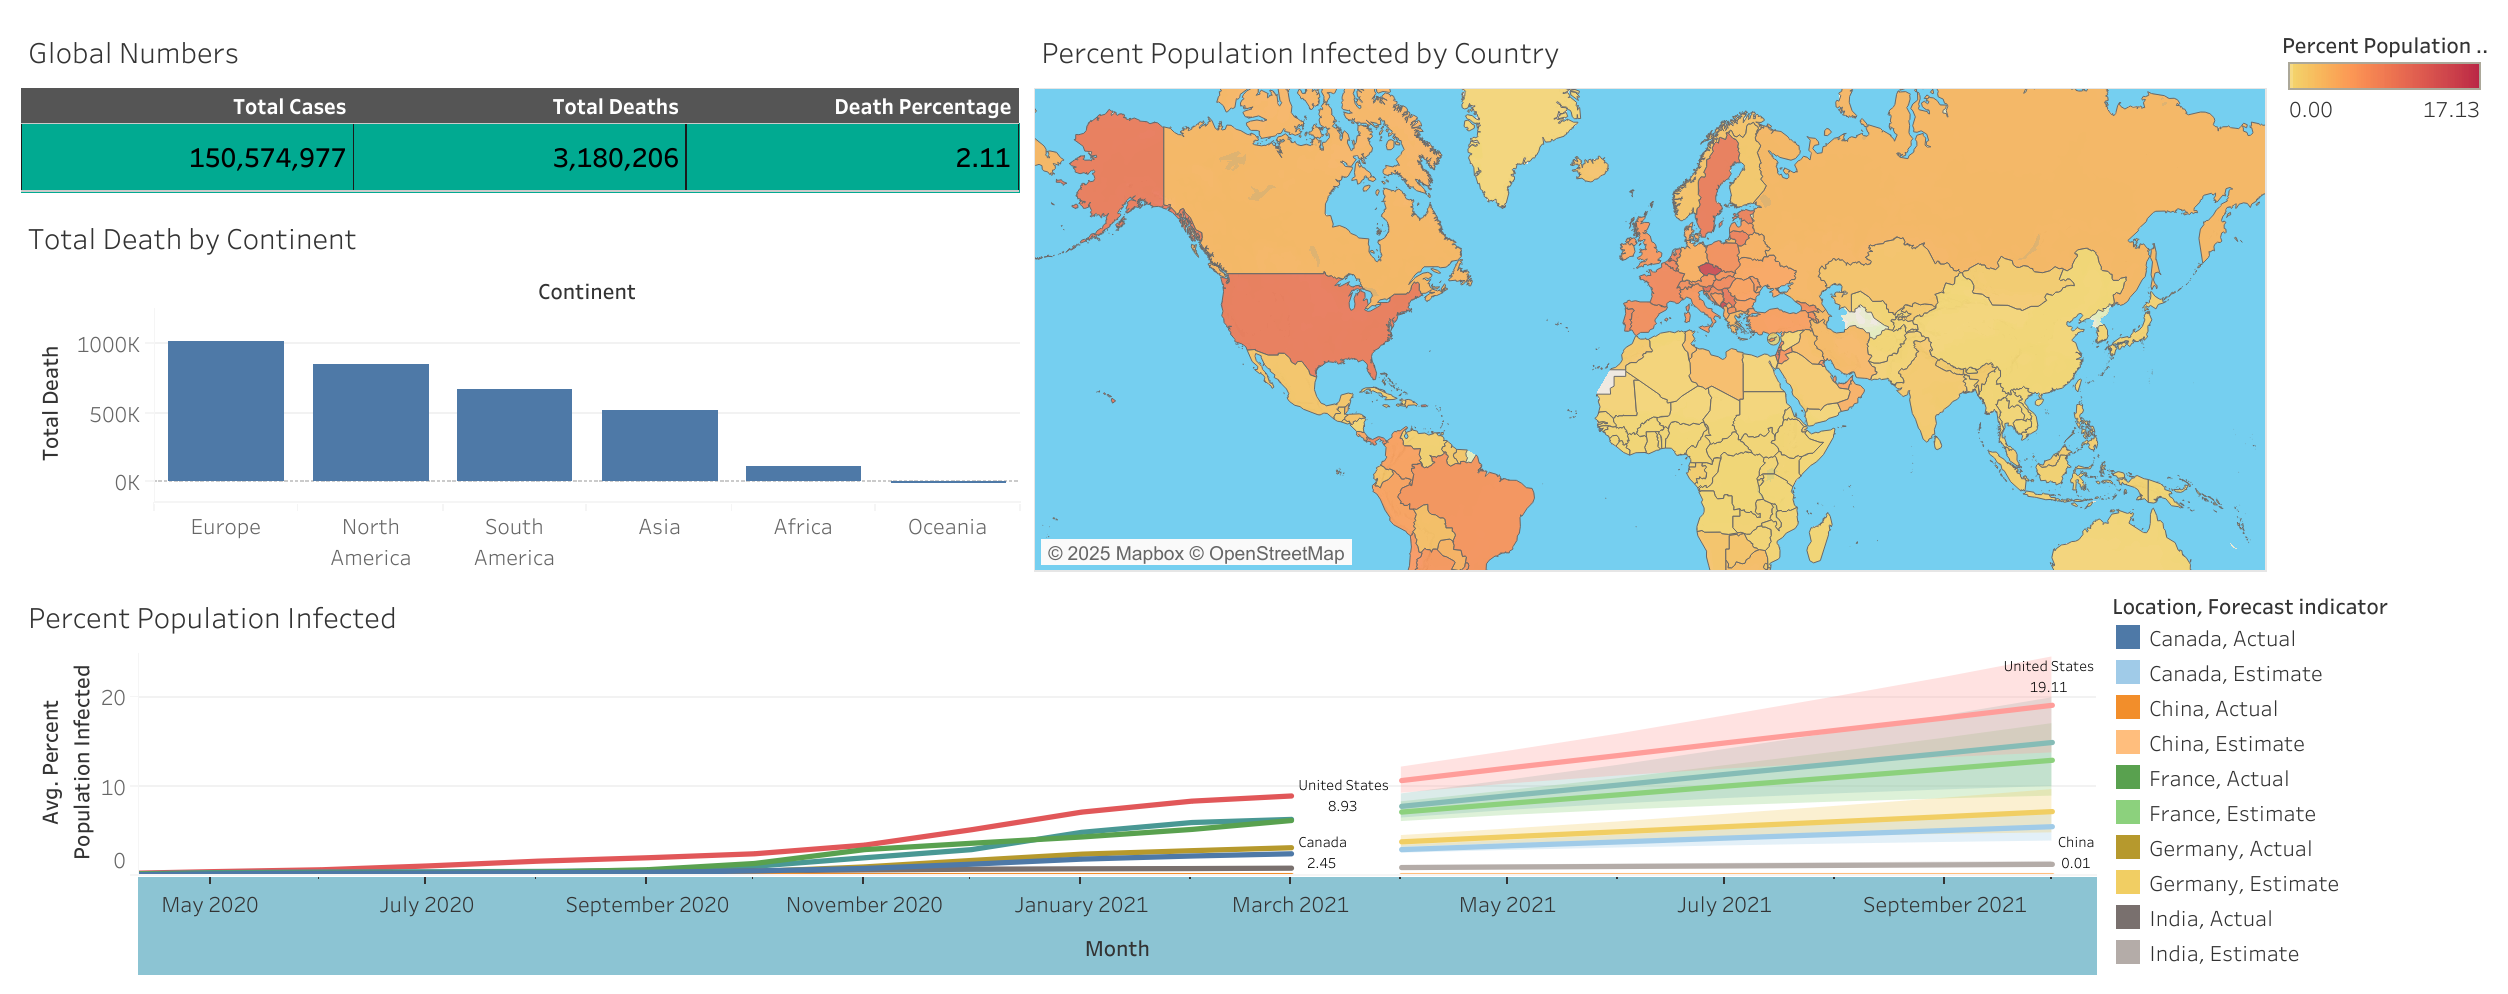 Global Numbers
Total Cases Total Deaths Death Percentage
150,574,977 3,180,206 2.11
Total Death by Continent
Continent
Total Death
1000K
500K
0K
Europe North America South America Asia Africa Oceania
Percent Population Infected by Country
© 2025 Mapbox © OpenStreetMap
Percent Population ..
0.00 17.13
Percent Population Infected
Avg. Percent
Population Infected
20
10
0
United States
8.93
Canada
2.45
United States
19.11
China
0.01
May 2020 July 2020 September 2020 November 2020 January 2021 March 2021 May 2021 July 2021 September 2021
Month
Location, Forecast indicator
Canada, Actual
Canada, Estimate
China, Actual
China, Estimate
France, Actual
France, Estimate
Germany, Actual
Germany, Estimate
India, Actual
India, Estimate